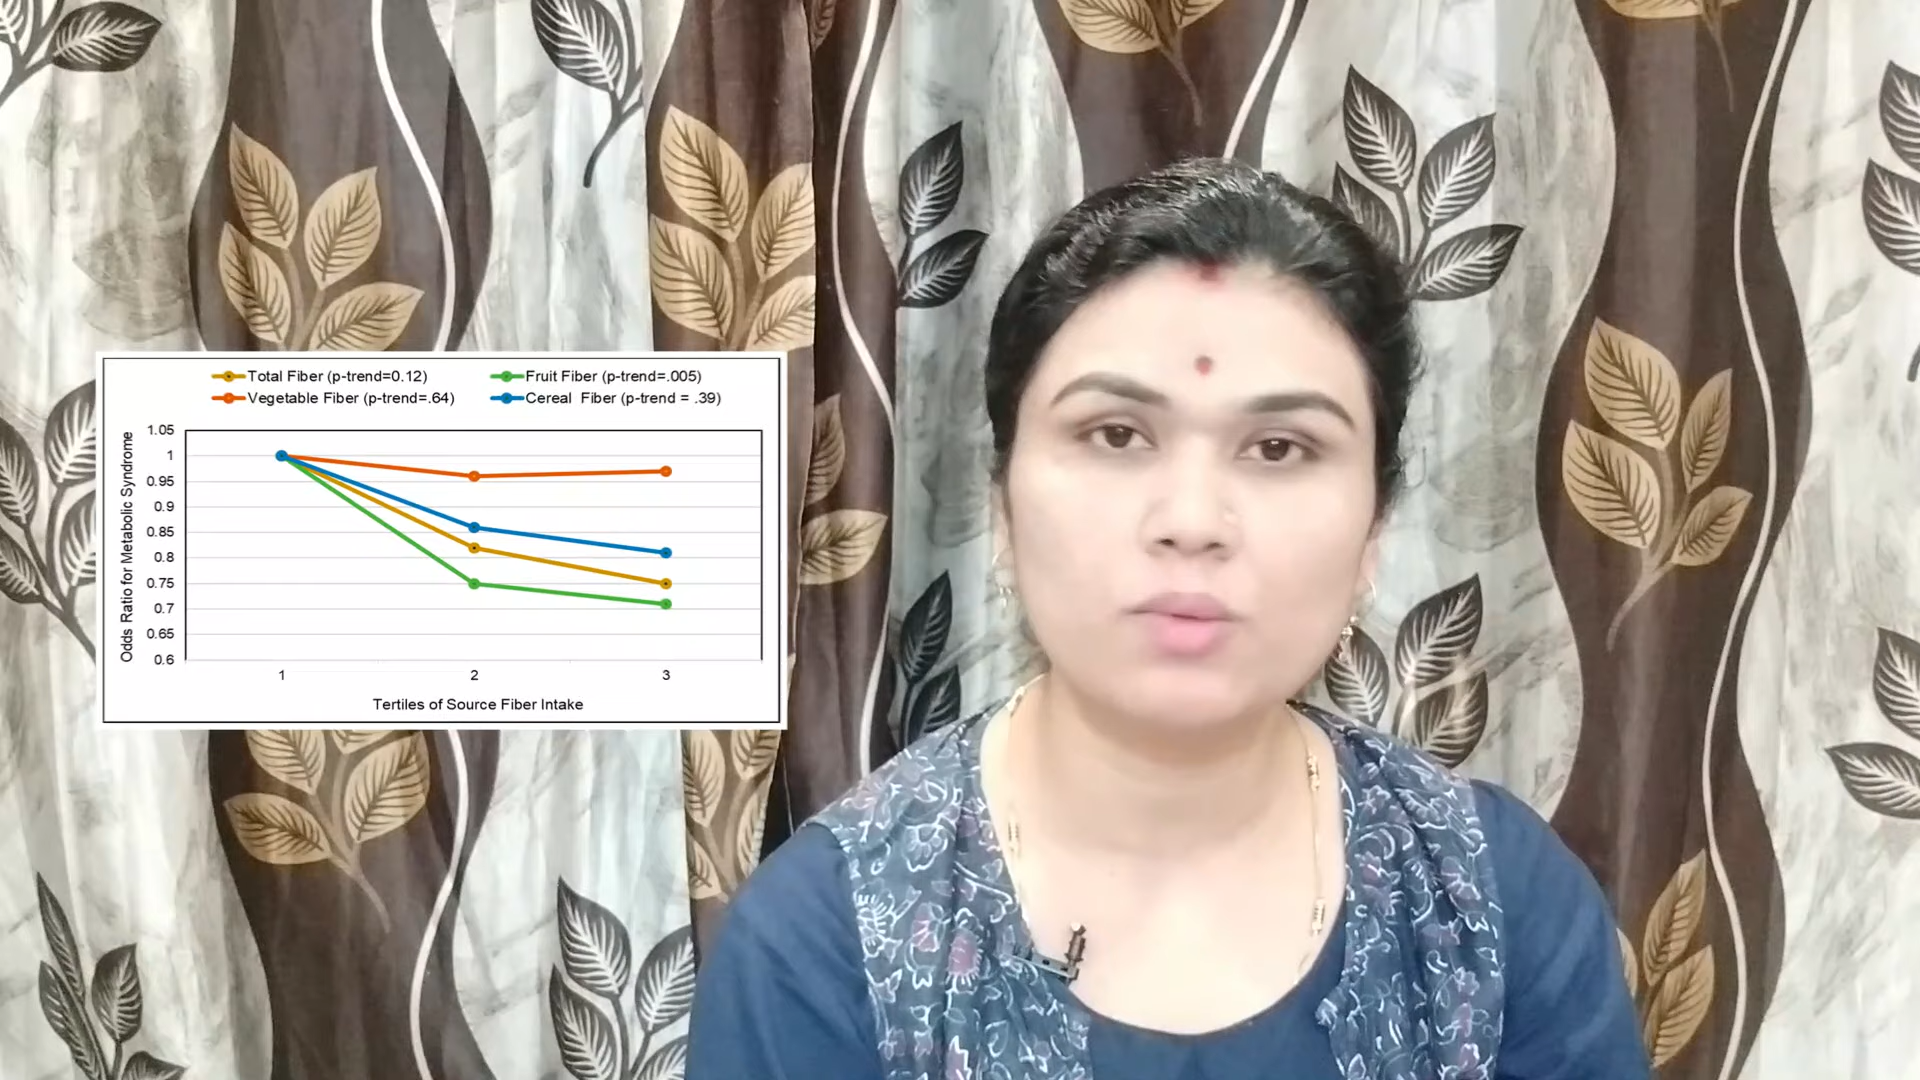 Total Fiber (p-trend=0.12) Fruit Fiber (p-trend=.005)
Vegetable Fiber (p-trend=.64) Cereal Fiber (p-trend = .39)
Odds Ratio for Metabolic Syndrome
1.05
1
0.95
0.9
0.85
0.8
0.75
0.7
0.65
0.6
1 2 3
Tertiles of Source Fiber Intake